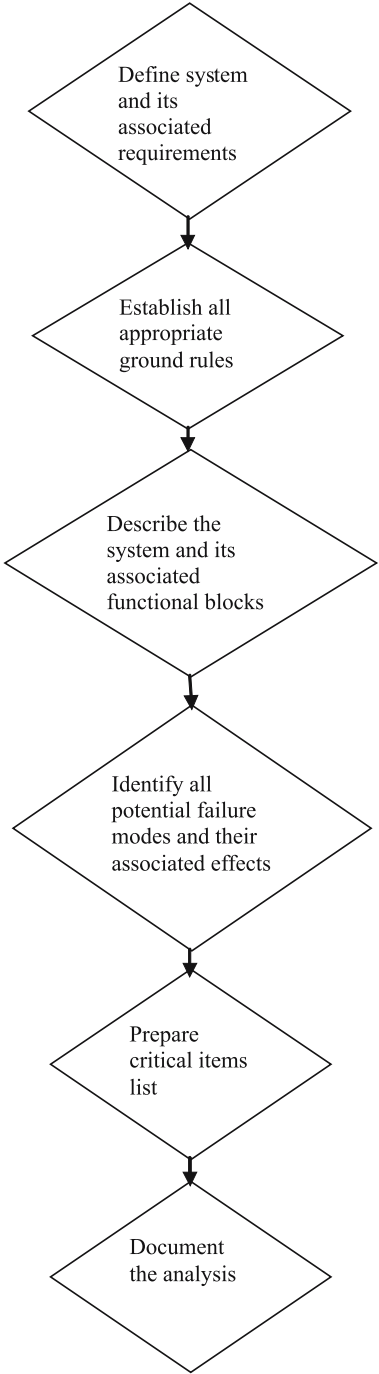 Define system
and its
associated
requirements
Establish all
appropriate
ground rules
Describe the
system and its
associated
functional blocks
Identify all
potential failure
modes and their
associated effects
Prepare
critical items
list
Document
the analysis